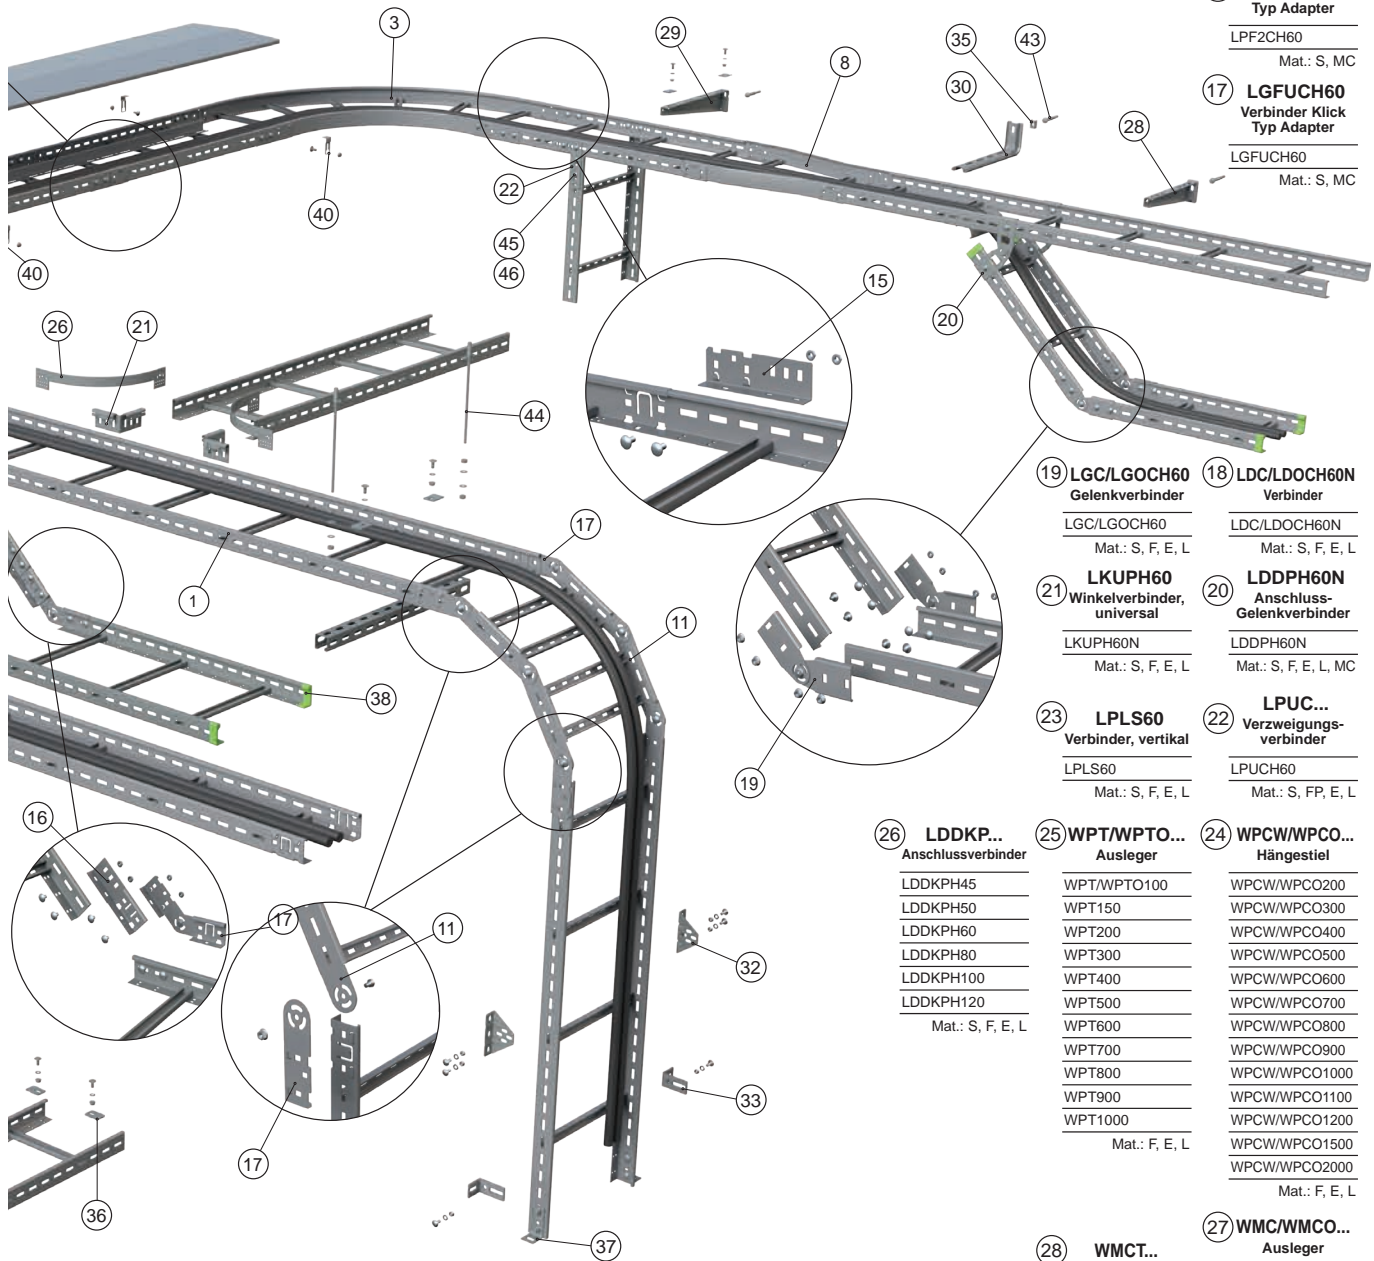 3
29
8
35
43
30
28
22
40
45
46
40
20
15
26
21
44
17
1
11
38
19
16
17
11
32
33
17
36
37
Typ Adapter
LPF2CH60
Mat.: S, MC
17 LGFUCH60
Verbinder Klick
Typ Adapter
LGFUCH60
Mat.: S, MC
19 LGC/LGOCH60
Gelenkverbinder
LGC/LGOCH60
Mat.: S, F, E, L
18 LDC/LDOCH60N
Verbinder
LDC/LDOCH60N
Mat.: S, F, E, L
21 LKUPH60
Winkelverbinder,
universal
LKUPH60N
Mat.: S, F, E, L
20 LDDPH60N
Anschluss-
Gelenkverbinder
LDDPH60N
Mat.: S, F, E, L, MC
23 LPLS60
Verbinder, vertikal
LPLS60
Mat.: S, F, E, L
22 LPUC...
Verzweigungs-
verbinder
LPUCH60
Mat.: S, FP, E, L
26 LDDKP...
Anschlussverbinder
LDDKPH45
LDDKPH50
LDDKPH60
LDDKPH80
LDDKPH100
LDDKPH120
Mat.: S, F, E, L
25 WPT/WPTO...
Ausleger
WPT/WPTO100
WPT150
WPT200
WPT300
WPT400
WPT500
WPT600
WPT700
WPT800
WPT900
WPT1000
Mat.: F, E, L
24 WPCW/WPCO...
Hängestiel
WPCW/WPCO200
WPCW/WPCO300
WPCW/WPCO400
WPCW/WPCO500
WPCW/WPCO600
WPCW/WPCO700
WPCW/WPCO800
WPCW/WPCO900
WPCW/WPCO1000
WPCW/WPCO1100
WPCW/WPCO1200
WPCW/WPCO1500
WPCW/WPCO2000
Mat.: F, E, L
28 WMCT...
27 WMC/WMCO...
Ausleger